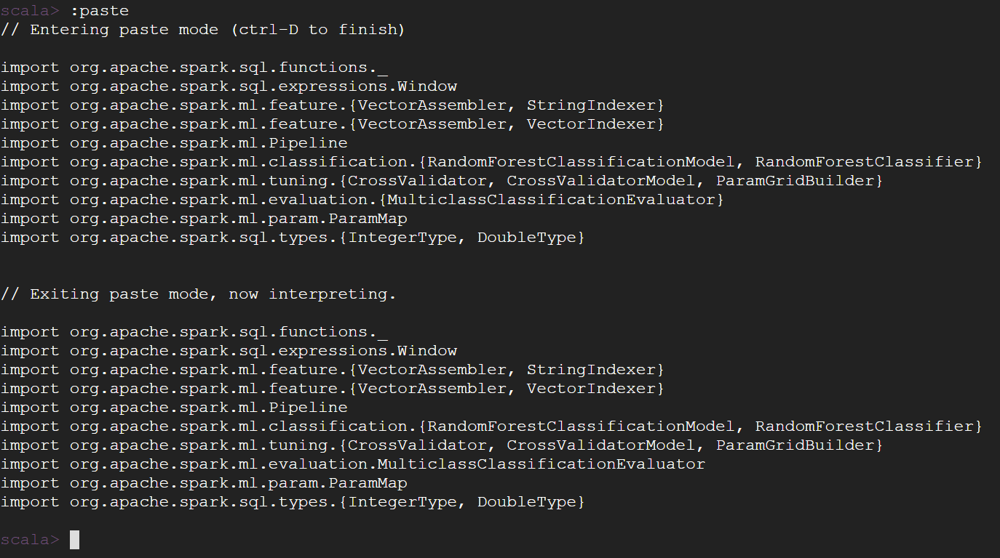 scala> :paste
// Entering paste mode (ctrl-D to finish)
import org.apache.spark.sql.functions._
import org.apache.spark.sql.expressions.Window
import org.apache.spark.ml.feature.{VectorAssembler, StringIndexer}
import org.apache.spark.ml.feature.{VectorAssembler, VectorIndexer}
import org.apache.spark.ml.Pipeline
import org.apache.spark.ml.classification.{RandomForestClassificationModel, RandomForestClassifier}
import org.apache.spark.ml.tuning.{CrossValidator, CrossValidatorModel, ParamGridBuilder}
import org.apache.spark.ml.evaluation.{MulticlassClassificationEvaluator}
import org.apache.spark.ml.param.ParamMap
import org.apache.spark.sql.types.{IntegerType, DoubleType}
// Exiting paste mode, now interpreting.
import org.apache.spark.sql.functions._
import org.apache.spark.sql.expressions.Window
import org.apache.spark.ml.feature.{VectorAssembler, StringIndexer}
import org.apache.spark.ml.feature.{VectorAssembler, VectorIndexer}
import org.apache.spark.ml.Pipeline
import org.apache.spark.ml.classification.{RandomForestClassificationModel, RandomForestClassifier}
import org.apache.spark.ml.tuning.{CrossValidator, CrossValidatorModel, ParamGridBuilder}
import org.apache.spark.ml.evaluation.MulticlassClassificationEvaluator
import org.apache.spark.ml.param.ParamMap
import org.apache.spark.sql.types.{IntegerType, DoubleType}
scala>